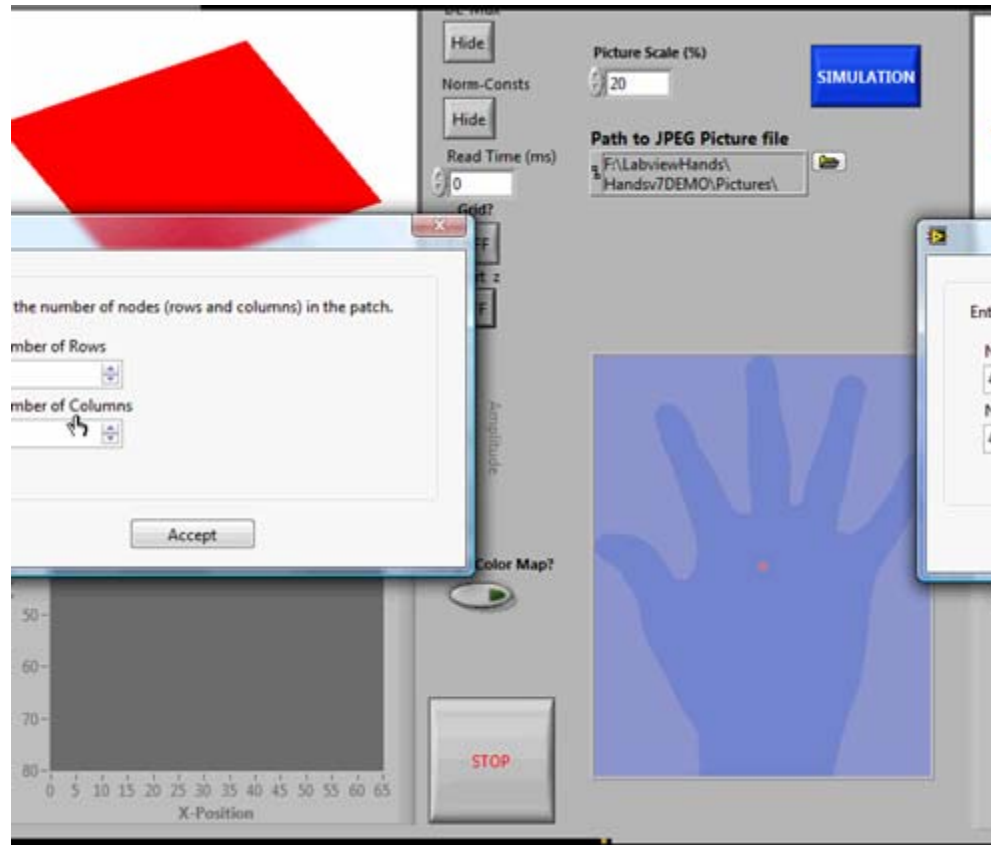 Hide
Norm-Consts
Hide
Read Time (ms)
0
Grid?
Picture Scale (%)
20
SIMULATION
Path to JPEG Picture file
F:\LabviewHands\
Handsv7DEMO\Pictures\
the number of nodes (rows and columns) in the patch.
mber of Rows
mber of Columns
Accept
Ent
Amplitude
Color Map?
STOP
50
60
70
80
0 5 10 15 20 25 30 35 40 45 50 55 60 65
X-Position